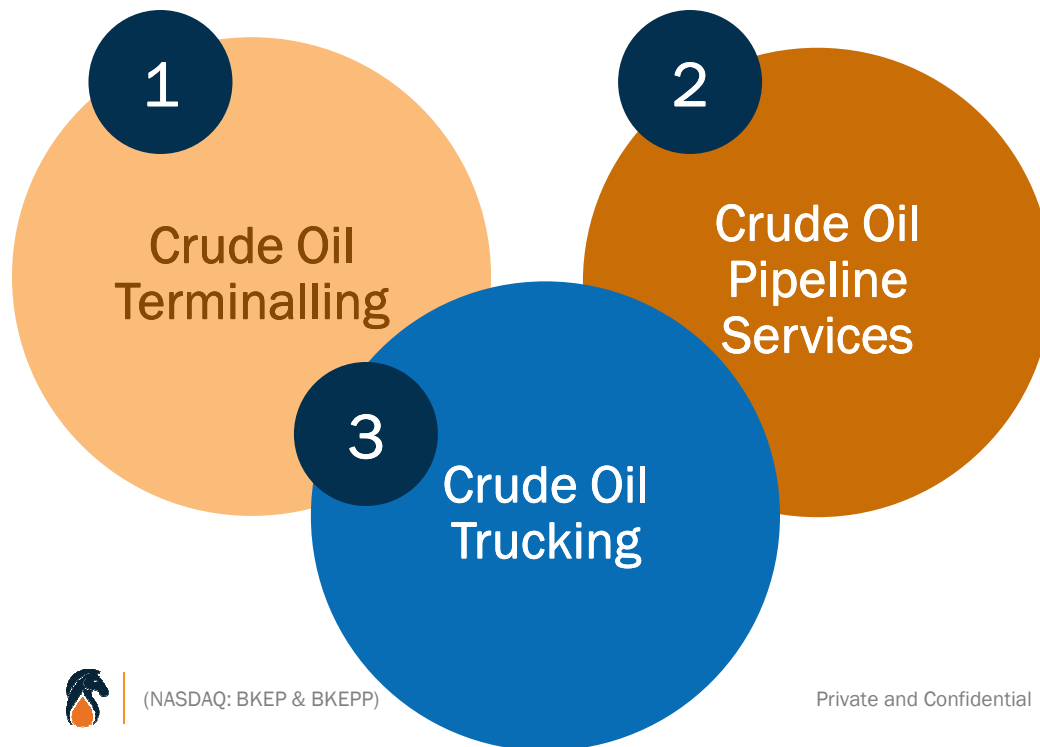 1
Crude Oil
Terminalling
2
Crude Oil
Pipeline
Services
3
Crude Oil
Trucking
(NASDAQ: BKEP & BKEPP)
Private and Confidential